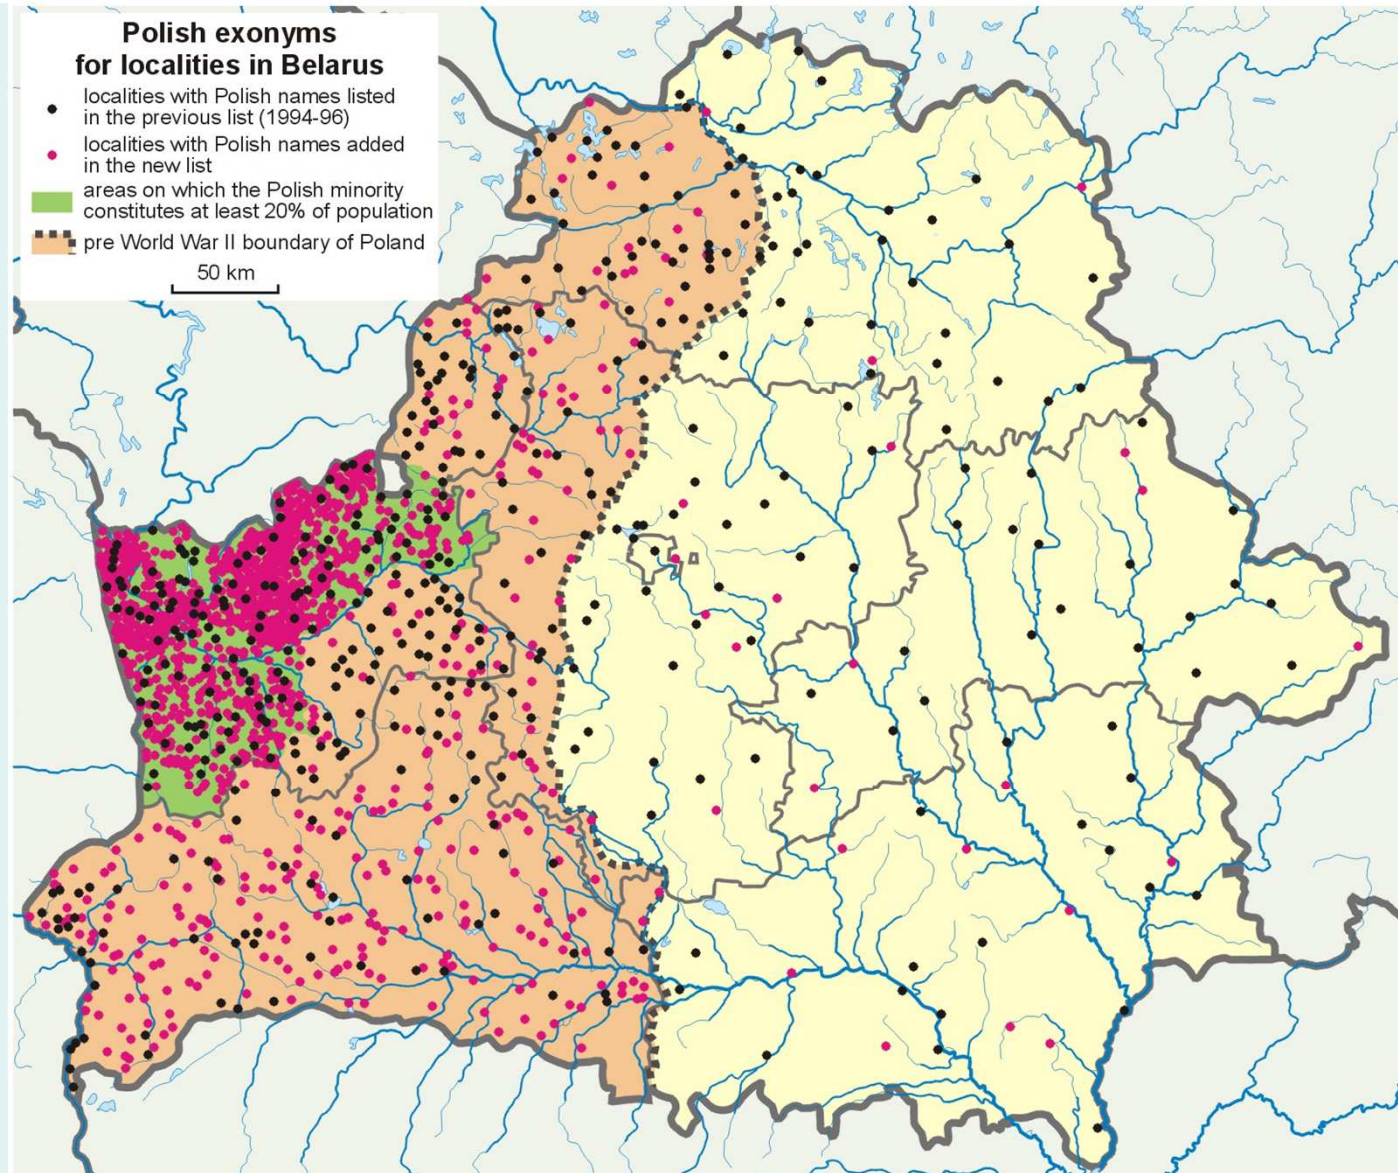 Polish exonyms
for localities in Belarus
localities with Polish names listed
in the previous list (1994-96)
localities with Polish names added
in the new list
areas on which the Polish minority
constitutes at least 20% of population
pre World War II boundary of Poland
50 km